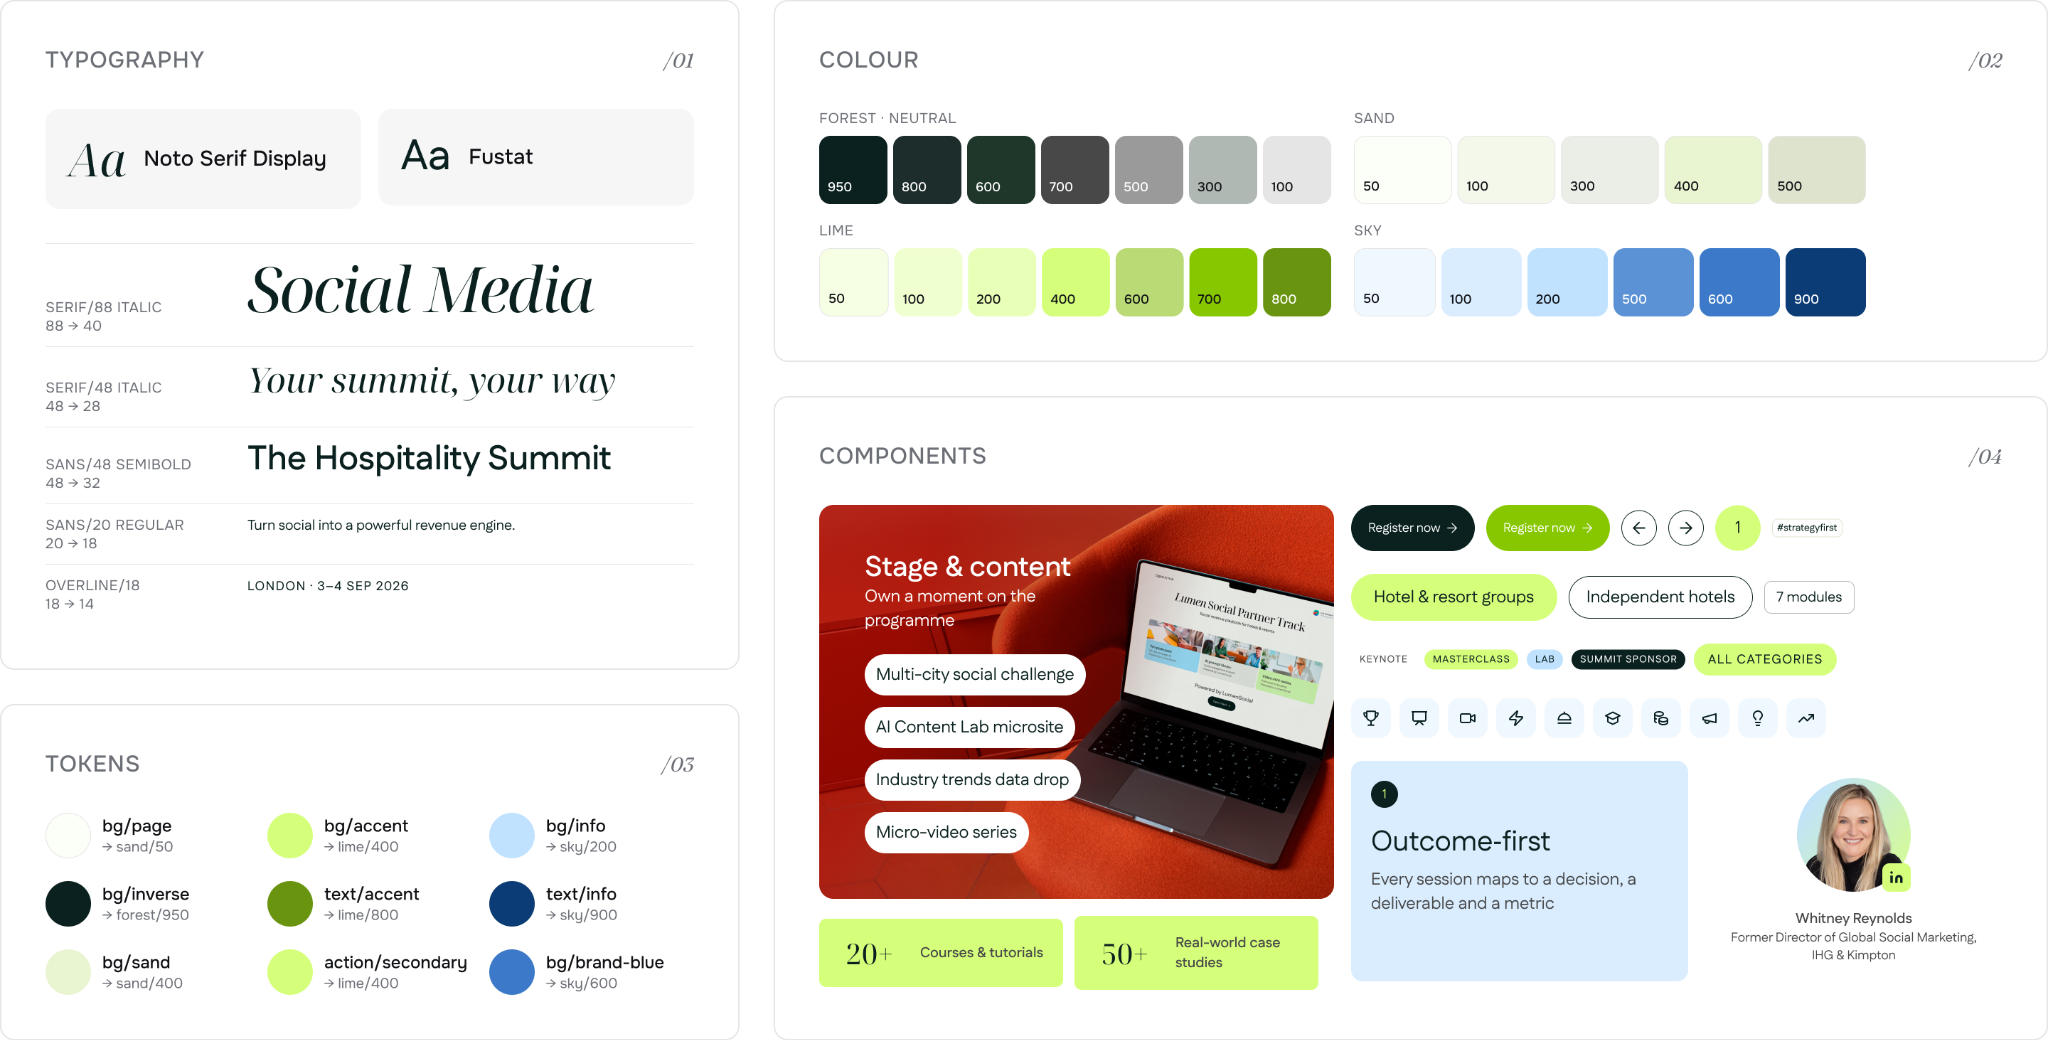 TYPOGRAPHY
/01
Aa Noto Serif Display
Aa Fustat
SERIF/88 ITALIC
88 → 40
Social Media
SERIF/48 ITALIC
48 → 28
Your summit, your way
SANS/48 SEMIBOLD
48 → 32
The Hospitality Summit
SANS/20 REGULAR
20 → 18
Turn social into a powerful revenue engine.
OVERLINE/18
18 → 14
LONDON · 3–4 SEP 2026
COLOUR
/02
FOREST · NEUTRAL
950 800 600 700 500 300 100
SAND
50 100 300 400 500
LIME
50 100 200 400 600 700 800
SKY
50 100 200 500 600 900
TOKENS
/03
bg/page
→ sand/50
bg/accent
→ lime/400
bg/info
→ sky/200
bg/inverse
→ forest/950
text/accent
→ lime/800
text/info
→ sky/900
bg/sand
→ sand/400
action/secondary
→ lime/400
bg/brand-blue
→ sky/600
COMPONENTS
/04
Stage & content
Own a moment on the
programme
Multi-city social challenge
AI Content Lab microsite
Industry trends data drop
Micro-video series
Lumen Social Partner Track
Powered by LumenSocial
20+ Courses & tutorials
50+ Real-world case
studies
Register now →
Register now →
← →
1
#strategyfirst
Hotel & resort groups
Independent hotels
7 modules
KEYNOTE
MASTERCLASS
LAB
SUMMIT SPONSOR
ALL CATEGORIES
1
Outcome-first
Every session maps to a decision, a
deliverable and a metric
in
Whitney Reynolds
Former Director of Global Social Marketing,
IHG & Kimpton